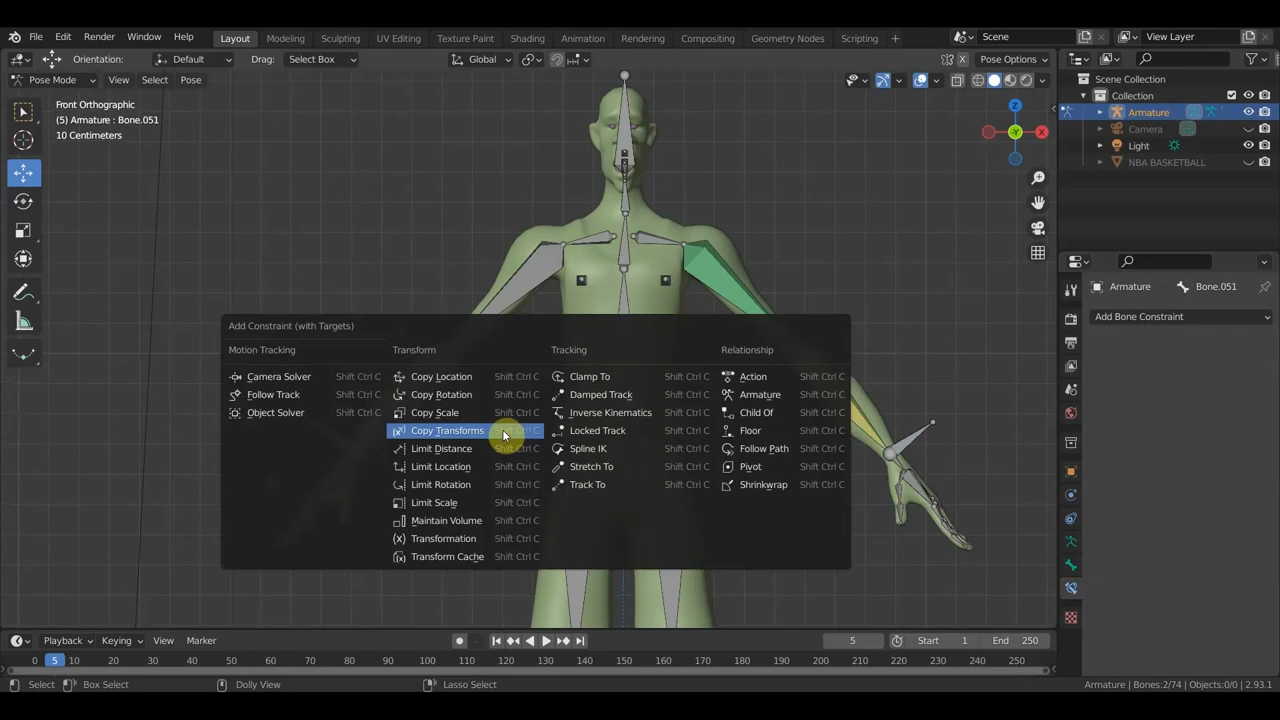 File Edit Render Window Help Layout Modeling Sculpting UV Editing Texture Paint Shading Animation Rendering Compositing Geometry Nodes Scripting + Scene View Layer
Orientation: Default Drag: Select Box Global Pose Options
Pose Mode View Select Pose
Front Orthographic
(5) Armature : Bone.051
10 Centimeters
Z
X
-Y
Scene Collection
Collection
Armature
Camera
Light
NBA BASKETBALL
Armature Bone.051
Add Bone Constraint
Add Constraint (with Targets)
Motion Tracking Transform Tracking Relationship
Camera Solver Shift Ctrl C Copy Location Shift Ctrl C Clamp To Shift Ctrl C Action Shift Ctrl C
Follow Track Shift Ctrl C Copy Rotation Shift Ctrl C Damped Track Shift Ctrl C Armature Shift Ctrl C
Object Solver Shift Ctrl C Copy Scale Shift Ctrl C Inverse Kinematics Shift Ctrl C Child Of Shift Ctrl C
Copy Transforms Shift Ctrl C Locked Track Shift Ctrl C Floor Shift Ctrl C
Limit Distance Shift Ctrl C Spline IK Shift Ctrl C Follow Path Shift Ctrl C
Limit Location Shift Ctrl C Stretch To Shift Ctrl C Pivot Shift Ctrl C
Limit Rotation Shift Ctrl C Track To Shift Ctrl C Shrinkwrap Shift Ctrl C
Limit Scale Shift Ctrl C
Maintain Volume Shift Ctrl C
Transformation Shift Ctrl C
Transform Cache Shift Ctrl C
Playback Keying View Marker 5 Start 1 End 250
0 5 10 20 30 40 50 60 70 80 90 100 110 120 130 140 150 160 170 180 190 200 210 220 230 240 250
Select Box Select Dolly View Lasso Select Armature | Bones:2/74 | Objects:0/0 | 2.93.1